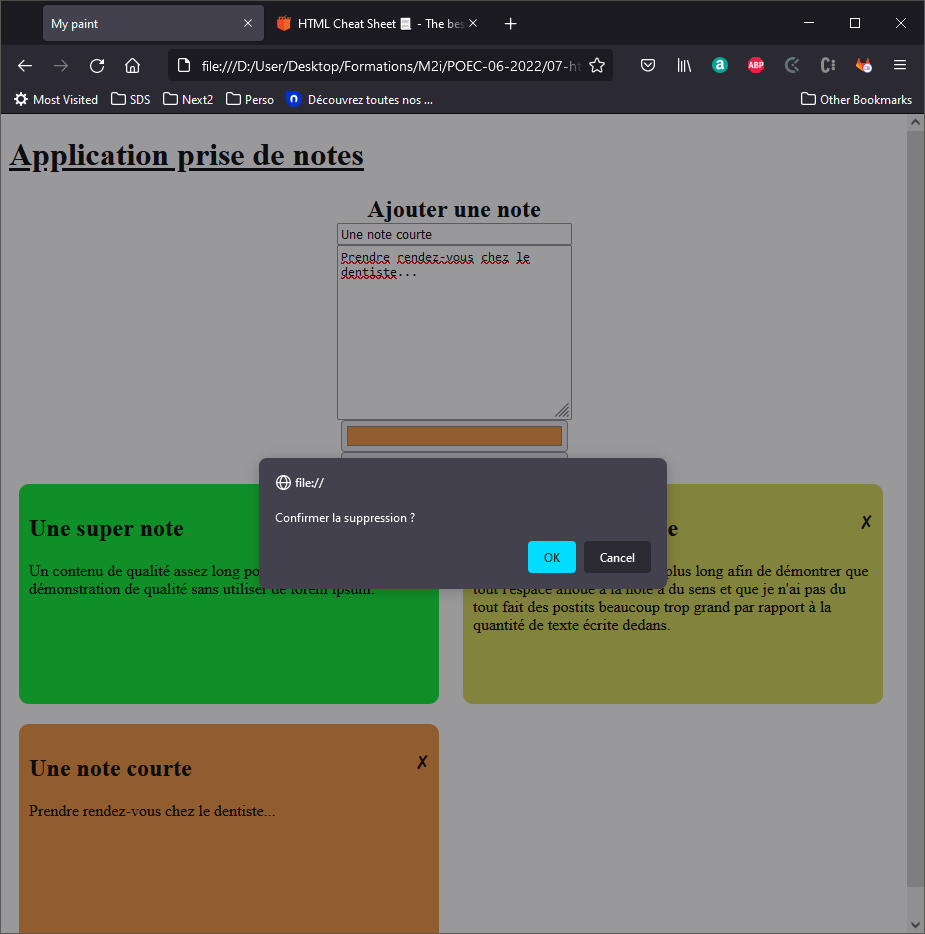 My paint
HTML Cheat Sheet 📃 - The bes
file:///D:/User/Desktop/Formations/M2i/POEC-06-2022/07-ht
ABP
Most Visited
SDS
Next2
Perso
Découvrez toutes nos ...
Other Bookmarks
Application prise de notes
Ajouter une note
Une note courte
Prendre rendez-vous chez le
dentiste...
file://
Confirmer la suppression ?
OK
Cancel
Une super note
Un contenu de qualité assez long po
démonstration de qualité sans utiliser de lorem ipsum.
e
✗
plus long afin de démontrer que
tout l'espace alloué à la note a du sens et que je n'ai pas du
tout fait des postits beaucoup trop grand par rapport à la
quantité de texte écrite dedans.
Une note courte
✗
Prendre rendez-vous chez le dentiste...